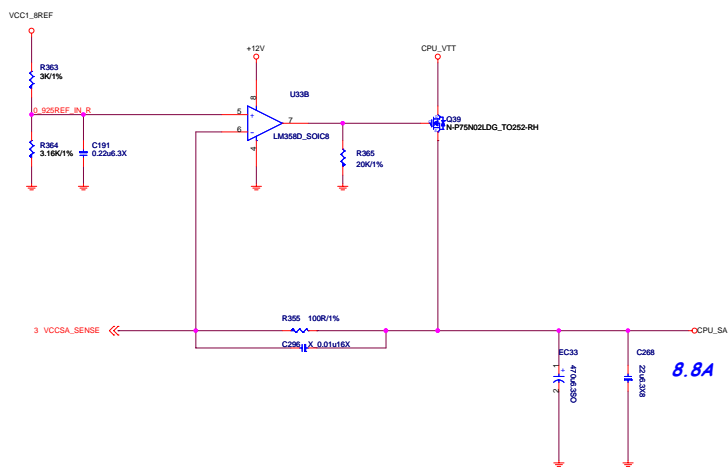 VCC1_8REF
R363
3K/1%
0_925REF_IN_R
R364
3.16K/1%
C191
0.22u6.3X
+12V
U33B
8
5
+
7
6
-
4
LM358D_SOIC8
R365
20K/1%
CPU_VTT
Q39
N-P75N02LDG_TO252-RH
3 VCCSA_SENSE
R355 100R/1%
C296 X_0.01u16X
CPU_SA
EC33
1
+
2
470u6.3SO
C268
22u6.3X8
8.8A